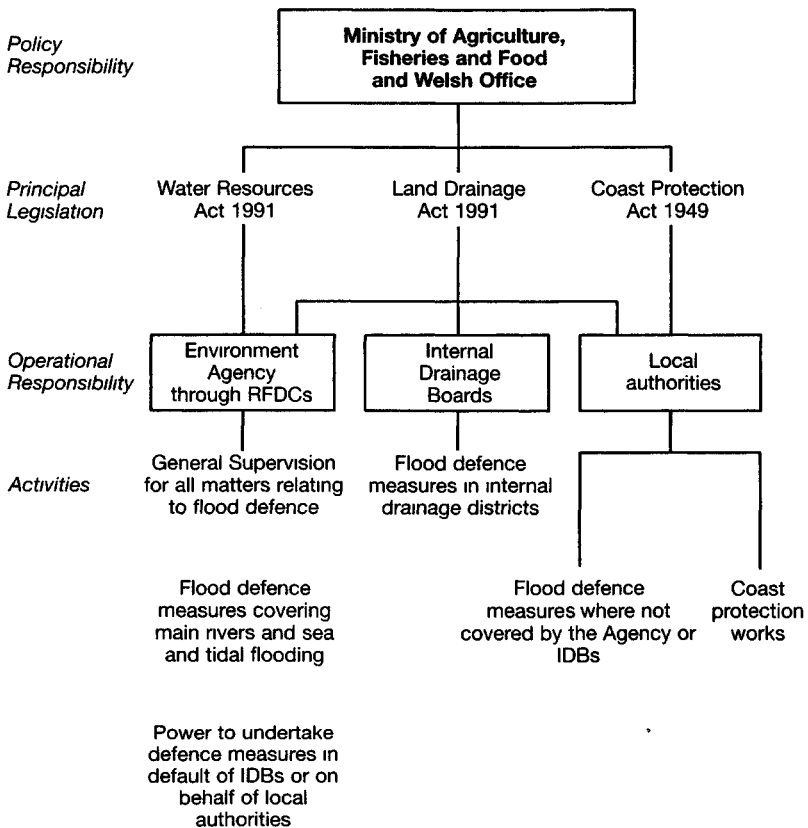 Policy
Responsibility
Ministry of Agriculture,
Fisheries and Food
and Welsh Office
Principal
Legislation
Water Resources
Act 1991
Land Drainage
Act 1991
Coast Protection
Act 1949
Operational
Responsibility
Environment
Agency
through RFDCs
Internal
Drainage
Boards
Local
authorities
Activities
General Supervision
for all matters relating
to flood defence
Flood defence
measures in internal
drainage districts
Flood defence
measures covering
main rivers and sea
and tidal flooding
Flood defence
measures where not
covered by the Agency or
IDBs
Coast
protection
works
Power to undertake
defence measures in
default of IDBs or on
behalf of local
authorities